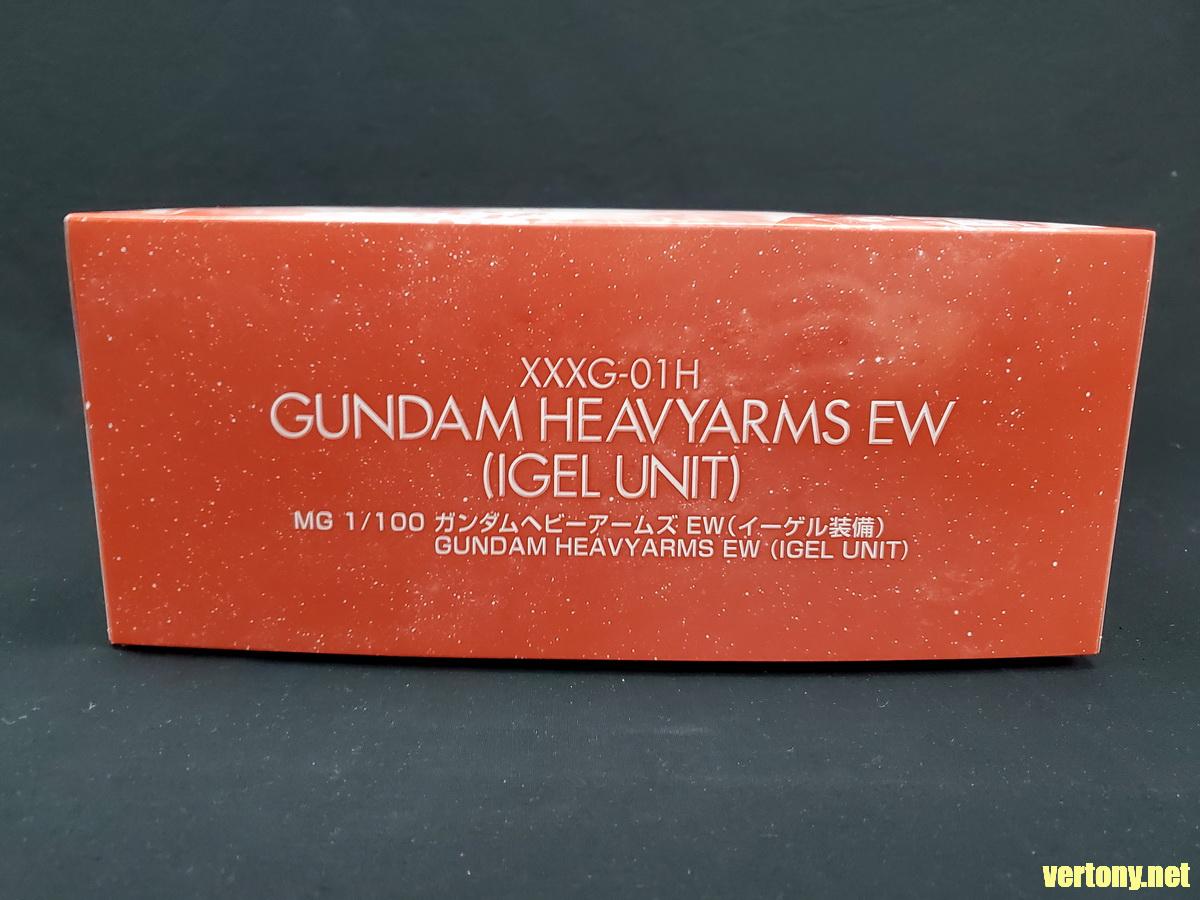 XXXG-01H
GUNDAM HEAVYARMS EW
(IGEL UNIT)
MG 1/100 ガンダムヘビーアームズ EW(イーゲル装備)
GUNDAM HEAVYARMS EW (IGEL UNIT)
vertony.net